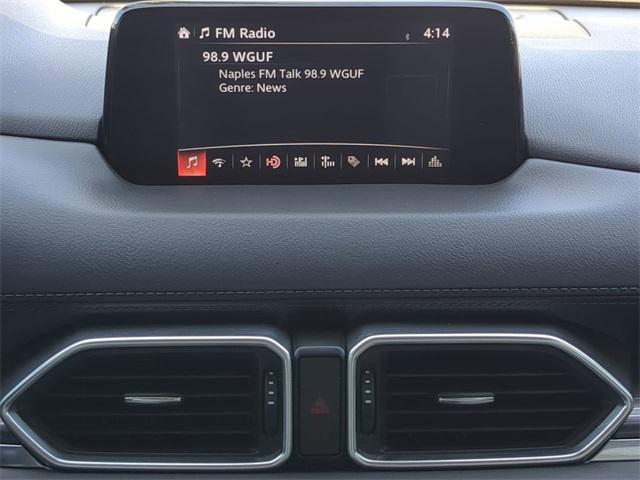 FM Radio 4:14
98.9 WGUF
Naples FM Talk 98.9 WGUF
Genre: News